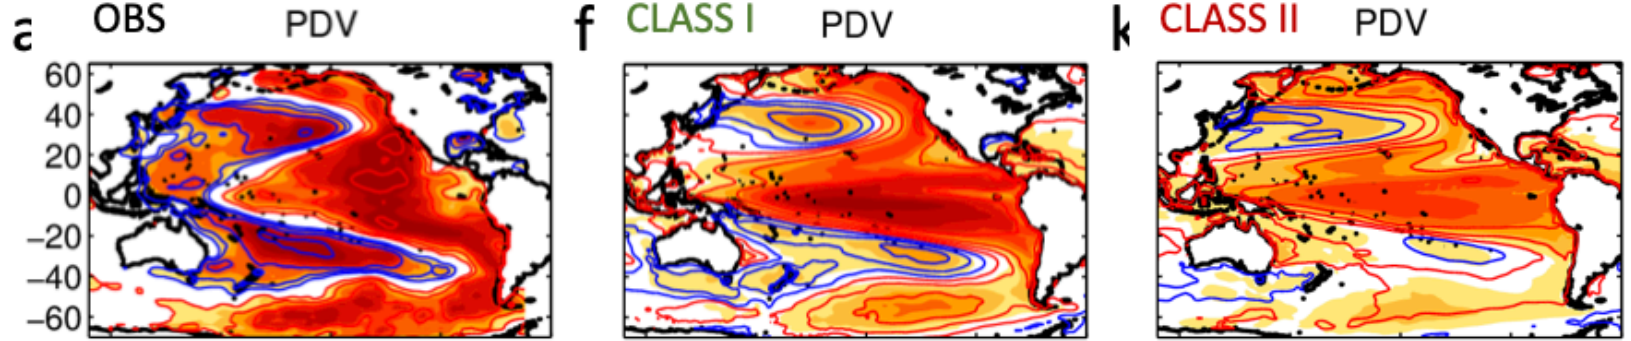 a OBS PDV
f CLASS I PDV
k CLASS II PDV
60
40
20
0
−20
−40
−60